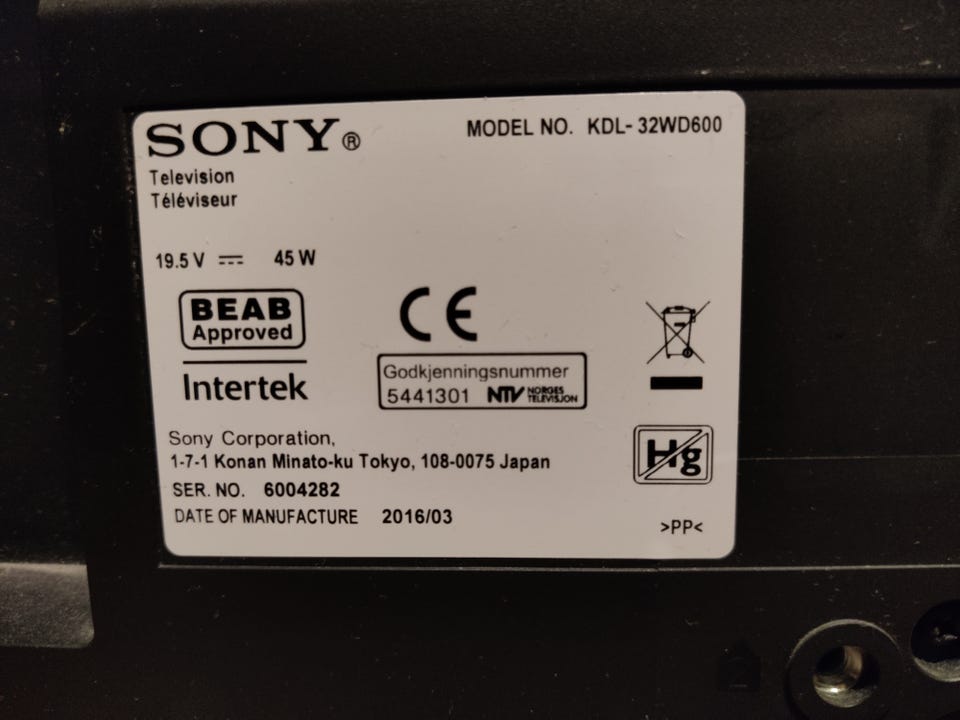 SONY®
MODEL NO. KDL-32WD600
Television
Téléviseur
19.5 V ⎓ 45 W
BEAB
Approved
Intertek
CE
Godkjenningsnummer
5441301 NTV NORGES TELEVISJON
Sony Corporation,
1-7-1 Konan Minato-ku Tokyo, 108-0075 Japan
SER. NO. 6004282
DATE OF MANUFACTURE 2016/03
Hg
>PP<